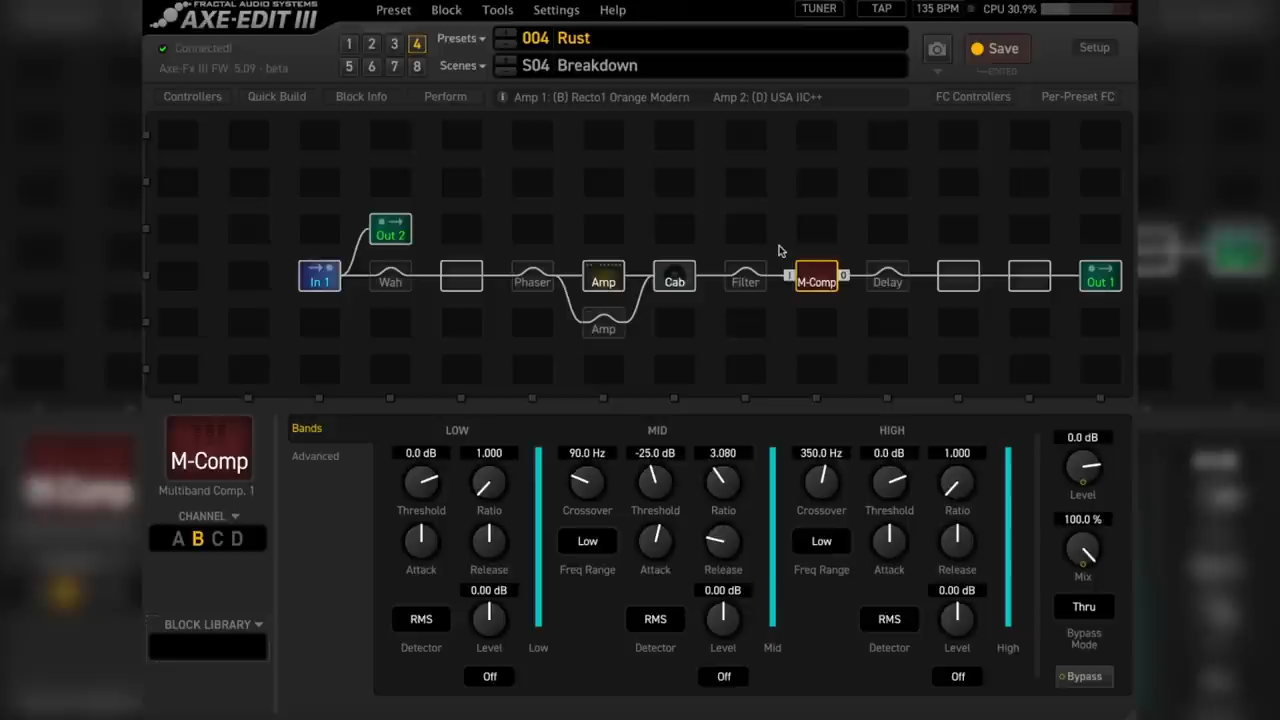 FRACTAL AUDIO SYSTEMS
AXE-EDIT III
Preset Block Tools Settings Help
TUNER TAP 135 BPM CPU 30.9%
Connected!
Axe-Fx III FW 5.09 - beta
1 2 3 4
5 6 7 8
Presets 004 Rust
Scenes S04 Breakdown
Save
EDITED
Setup
Controllers Quick Build Block Info Perform Amp 1: (B) Recto1 Orange Modern Amp 2: (D) USA IIC++ FC Controllers Per-Preset FC
Out 2
In 1 Wah Phaser Amp Cab Filter I M-Comp O Delay Out 1
Amp
M-Comp
Multiband Comp. 1
CHANNEL
A B C D
BLOCK LIBRARY
Bands
Advanced
LOW MID HIGH
0.0 dB 1.000 90.0 Hz -25.0 dB 3.080 350.0 Hz 0.0 dB 1.000
Threshold Ratio Crossover Threshold Ratio Crossover Threshold Ratio
Low Low
Attack Release Freq Range Attack Release Freq Range Attack Release
0.00 dB 0.00 dB 0.00 dB
RMS RMS RMS
Detector Level Low Detector Level Mid Detector Level High
Off Off Off
0.0 dB
Level
100.0 %
Mix
Thru
Bypass
Mode
Bypass